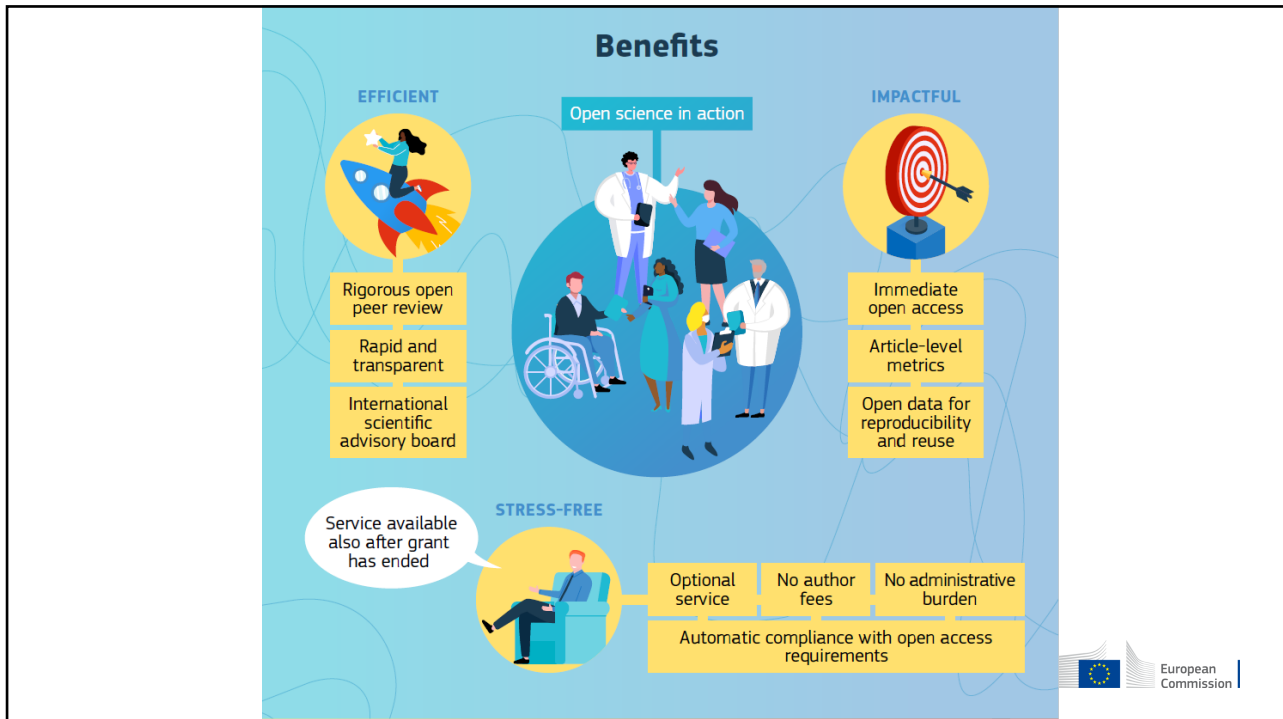 Benefits
EFFICIENT
Rigorous open
peer review
Rapid and
transparent
International
scientific
advisory board
Open science in action
IMPACTFUL
Immediate
open access
Article-level
metrics
Open data for
reproducibility
and reuse
STRESS-FREE
Service available
also after grant
has ended
Optional
service
No author
fees
No administrative
burden
Automatic compliance with open access
requirements
European
Commission